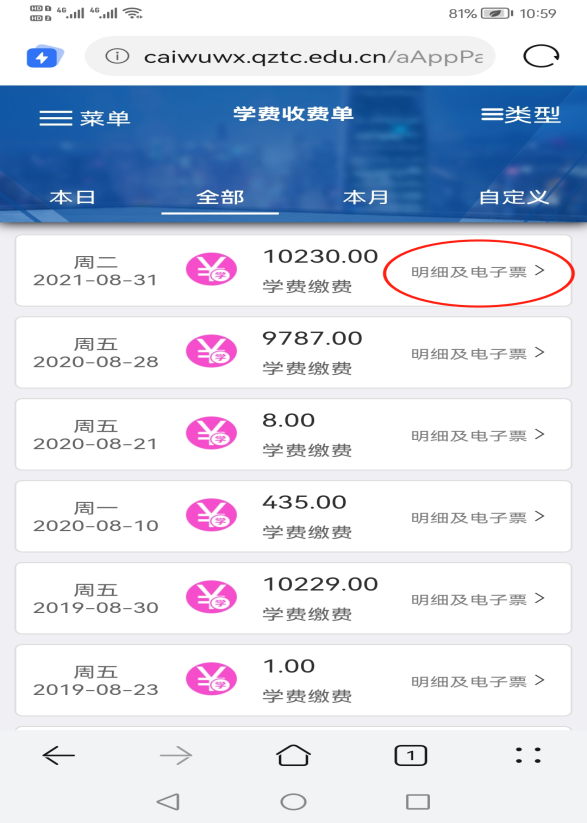 HD B 4G 4G 81% 10:59
HD B
caiwuwx.qztc.edu.cn/aAppPa
菜单 学费收费单 类型
本日 全部 本月 自定义
周二
2021-08-31
10230.00
学费缴费
明细及电子票 >
周五
2020-08-28
9787.00
学费缴费
明细及电子票 >
周五
2020-08-21
8.00
学费缴费
明细及电子票 >
周一
2020-08-10
435.00
学费缴费
明细及电子票 >
周五
2019-08-30
10229.00
学费缴费
明细及电子票 >
周五
2019-08-23
1.00
学费缴费
明细及电子票 >
1